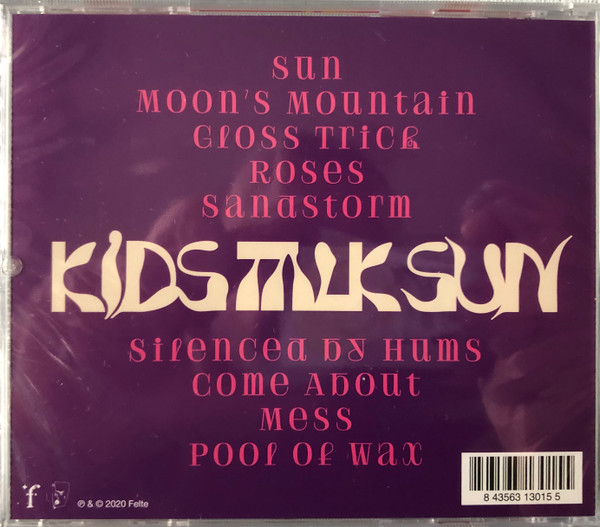 Sun
Moon's Mountain
Gloss Trick
Roses
Sandstorm
KIDS TALK SUN
Silenced by Hums
Come About
Mess
Pool of Wax
f
℗ & © 2020 Felte
8 43563 13015 5